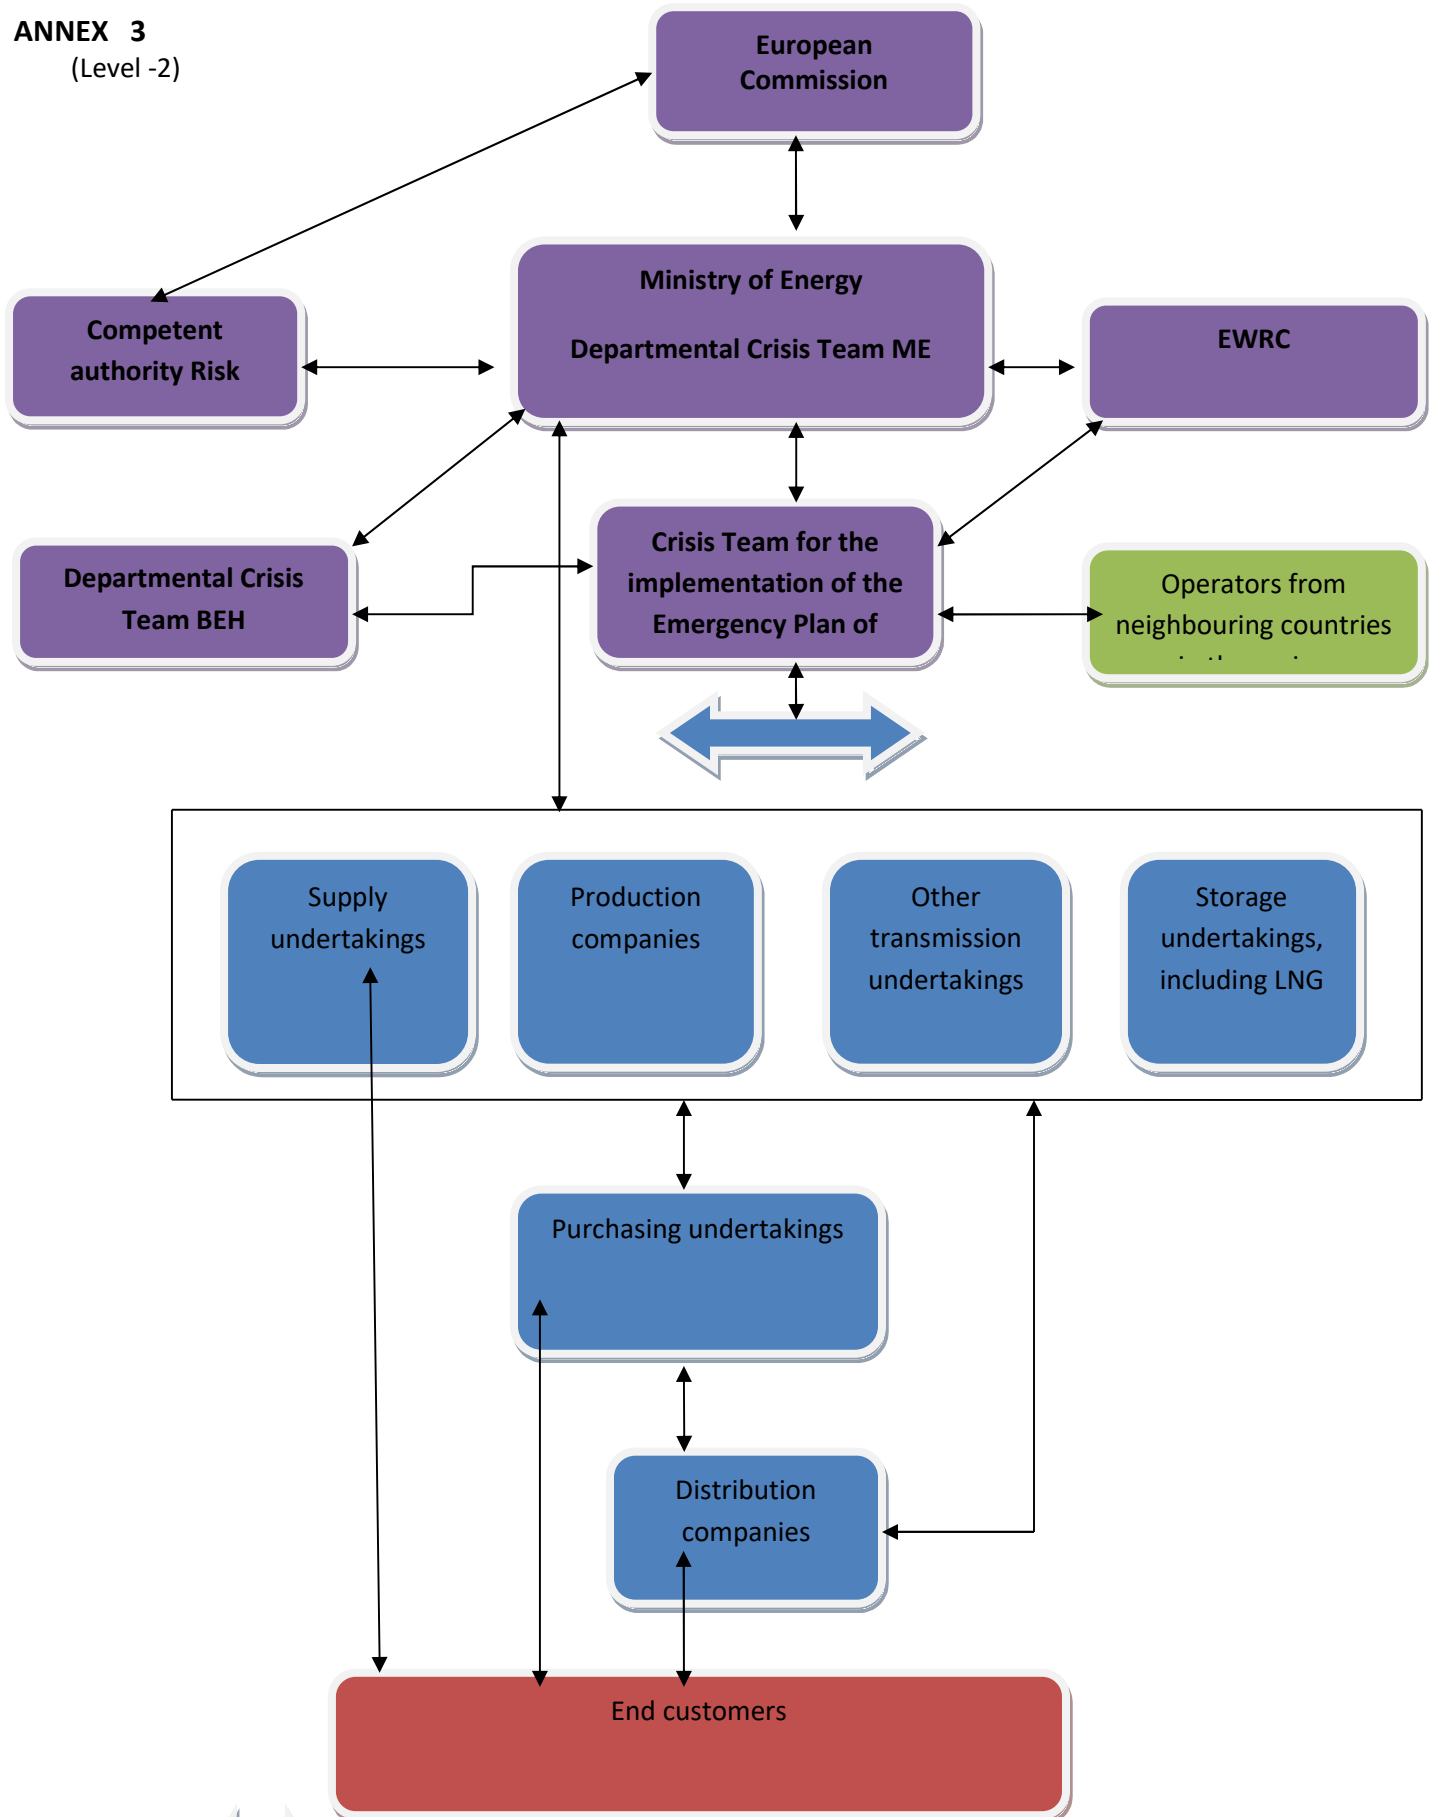 ANNEX 3
(Level -2)
European
Commission
Ministry of Energy
Departmental Crisis Team ME
Competent
authority Risk
EWRC
Departmental Crisis
Team BEH
Crisis Team for the
implementation of the
Emergency Plan of
Operators from
neighbouring countries
Supply
undertakings
Production
companies
Other
transmission
undertakings
Storage
undertakings,
including LNG
Purchasing undertakings
Distribution
companies
End customers